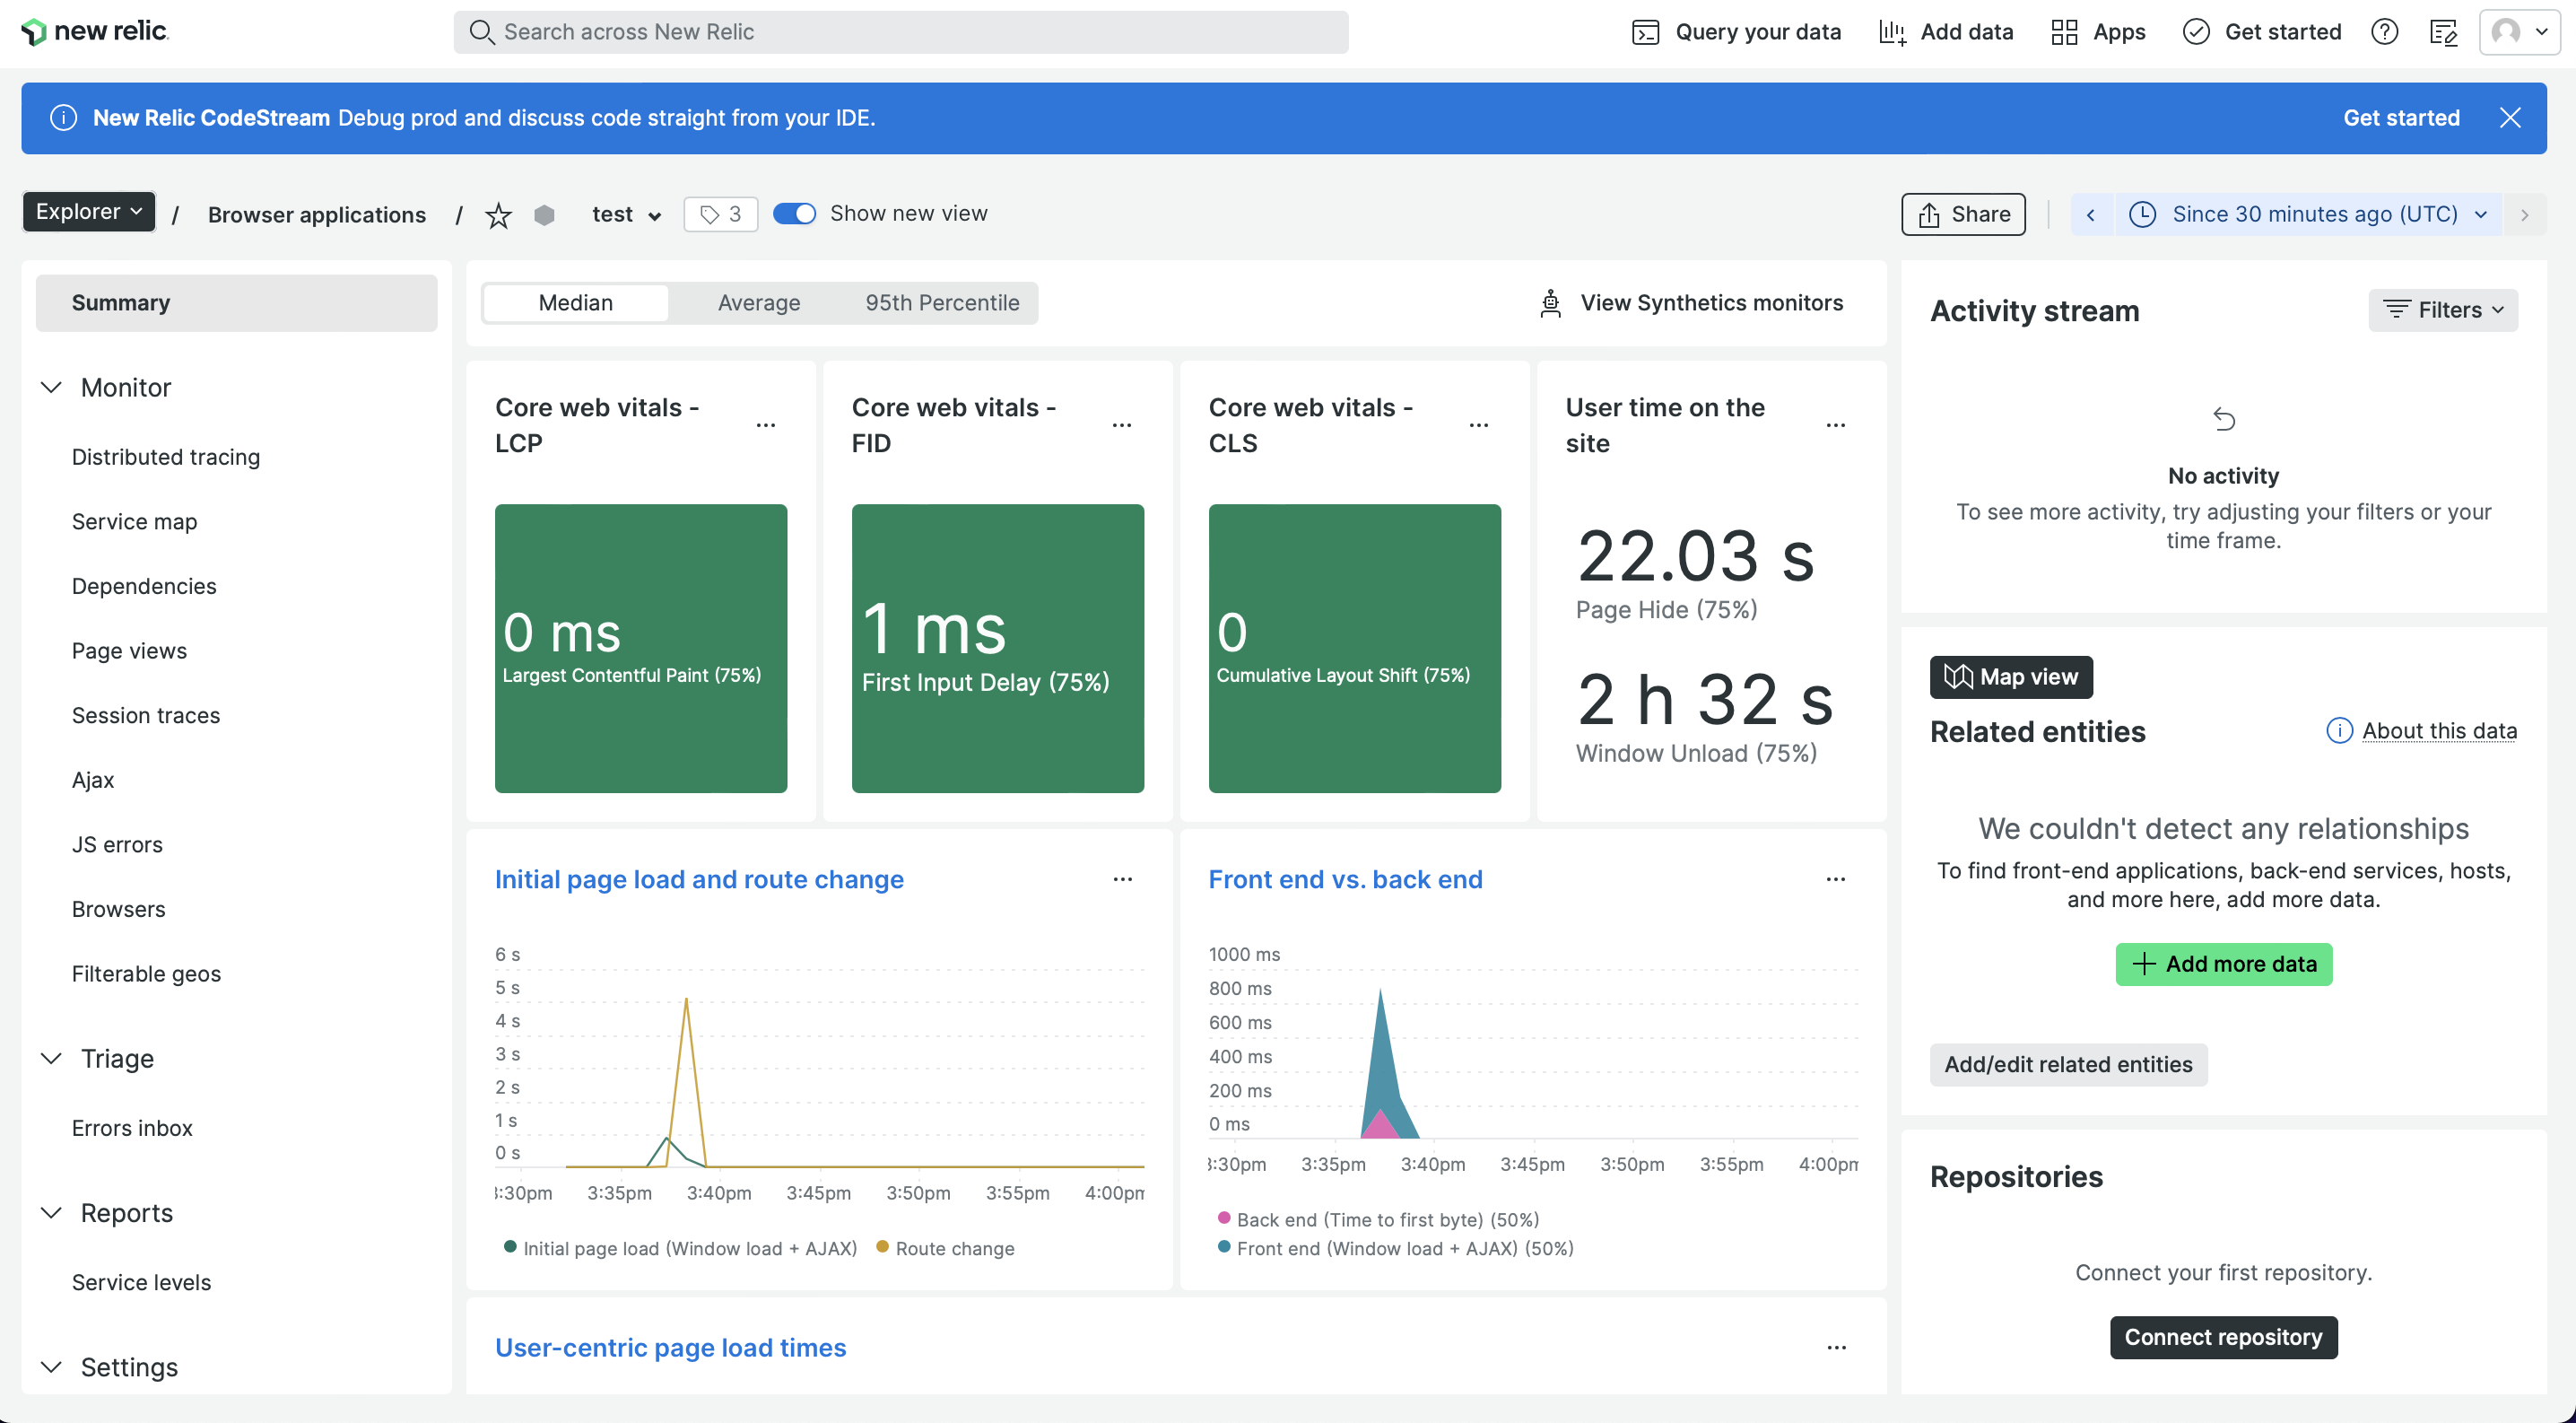 new relic.
Search across New Relic
Query your data
Add data
Apps
Get started
New Relic CodeStream Debug prod and discuss code straight from your IDE.
Get started
Explorer / Browser applications / test 3 Show new view
Share
Since 30 minutes ago (UTC)
Summary
Monitor
Distributed tracing
Service map
Dependencies
Page views
Session traces
Ajax
JS errors
Browsers
Filterable geos
Triage
Errors inbox
Reports
Service levels
Settings
Median Average 95th Percentile
View Synthetics monitors
Core web vitals -
LCP
...
0 ms
Largest Contentful Paint (75%)
Core web vitals -
FID
...
1 ms
First Input Delay (75%)
Core web vitals -
CLS
...
0
Cumulative Layout Shift (75%)
User time on the
site
...
22.03 s
Page Hide (75%)
2 h 32 s
Window Unload (75%)
Initial page load and route change
...
6 s
5 s
4 s
3 s
2 s
1 s
0 s
3:30pm 3:35pm 3:40pm 3:45pm 3:50pm 3:55pm 4:00pm
Initial page load (Window load + AJAX) Route change
Front end vs. back end
...
1000 ms
800 ms
600 ms
400 ms
200 ms
0 ms
3:30pm 3:35pm 3:40pm 3:45pm 3:50pm 3:55pm 4:00pm
Back end (Time to first byte) (50%)
Front end (Window load + AJAX) (50%)
User-centric page load times
...
Activity stream
Filters
No activity
To see more activity, try adjusting your filters or your
time frame.
Map view
Related entities
About this data
We couldn't detect any relationships
To find front-end applications, back-end services, hosts,
and more here, add more data.
Add more data
Add/edit related entities
Repositories
Connect your first repository.
Connect repository